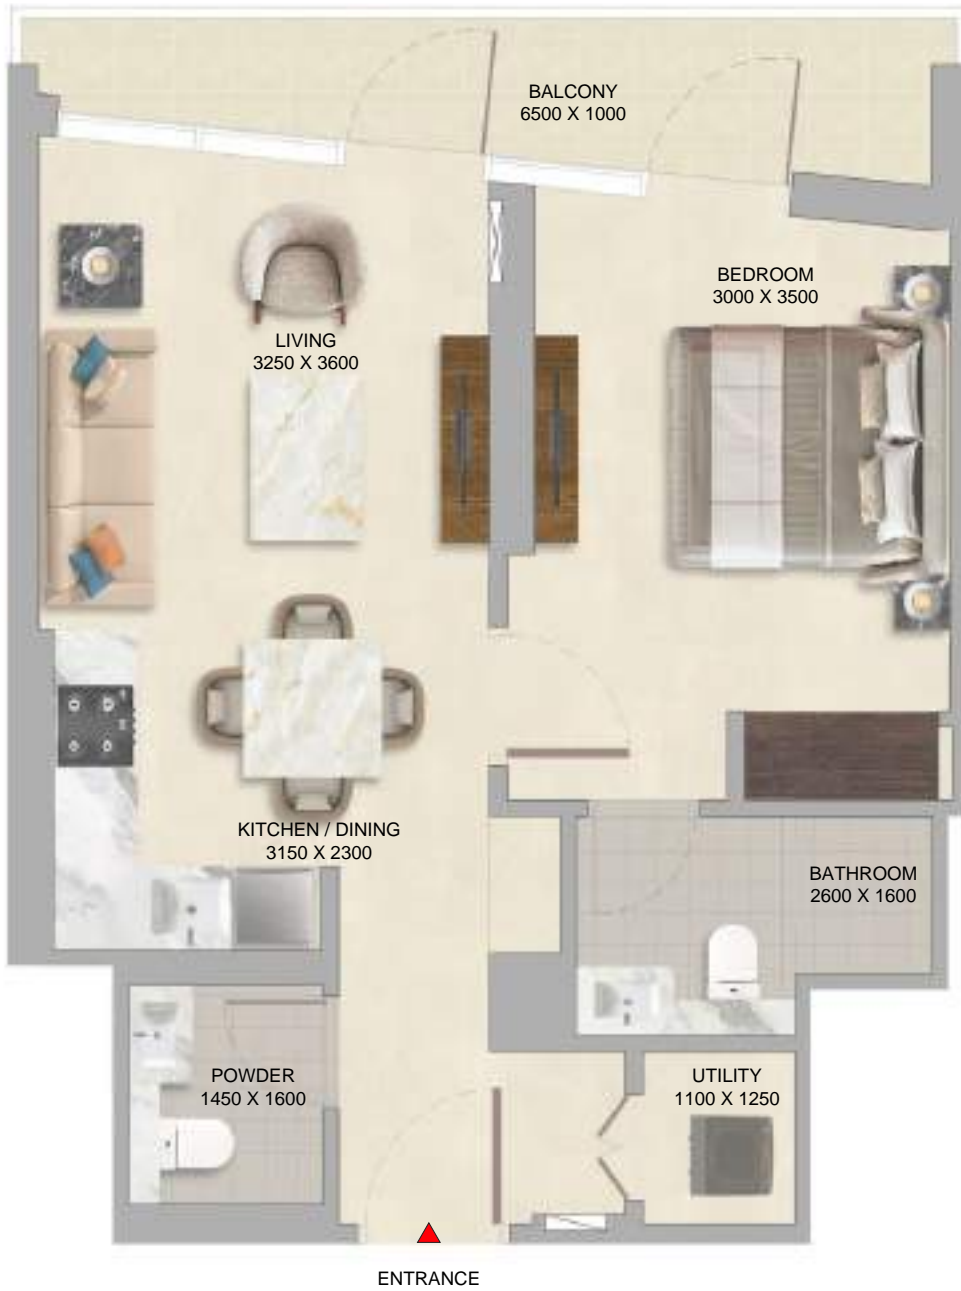 BALCONY
6500 X 1000
BEDROOM
3000 X 3500
LIVING
3250 X 3600
KITCHEN / DINING
3150 X 2300
BATHROOM
2600 X 1600
POWDER
1450 X 1600
UTILITY
1100 X 1250
ENTRANCE